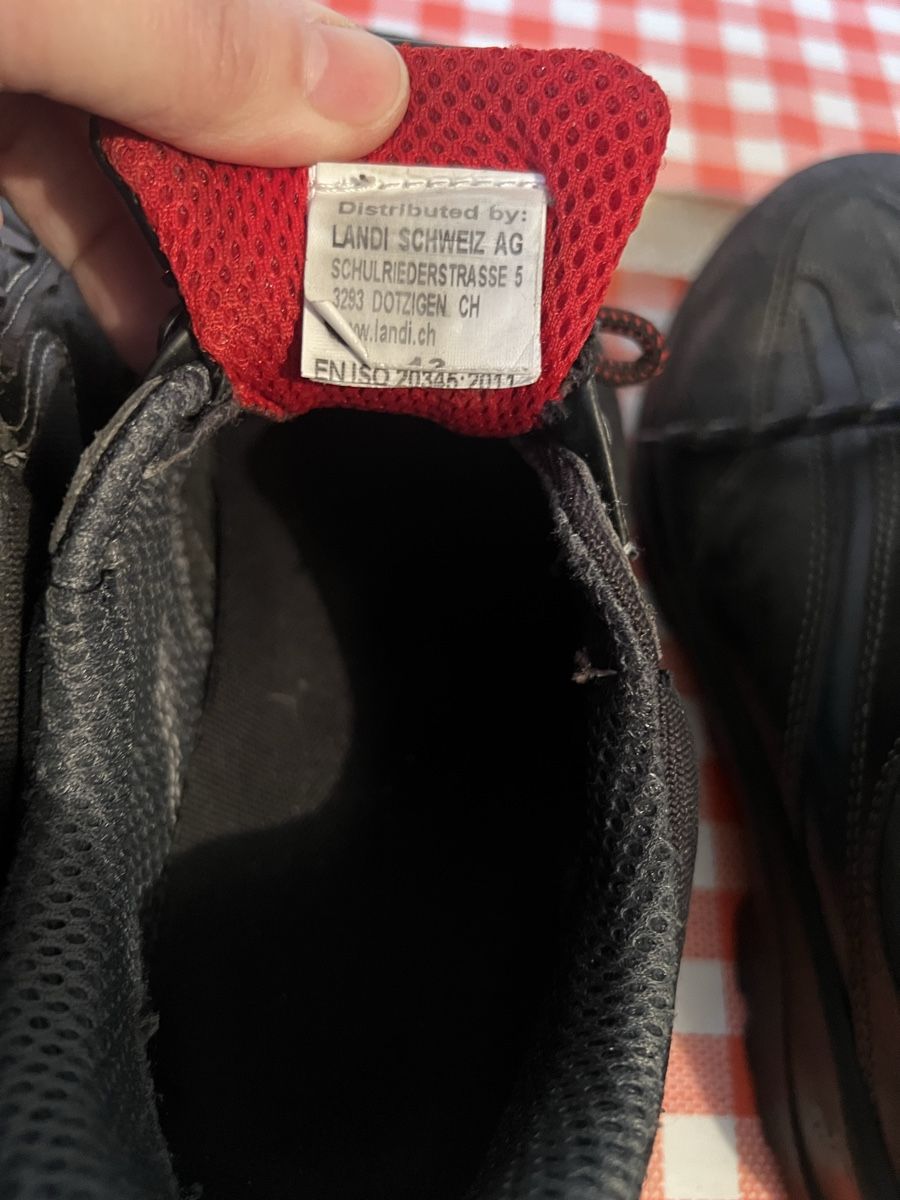 Distributed by:
LANDI SCHWEIZ AG
SCHULRIEDERSTRASSE 5
3293 DOTZIGEN CH
www.landi.ch
EN ISO 20345:2011